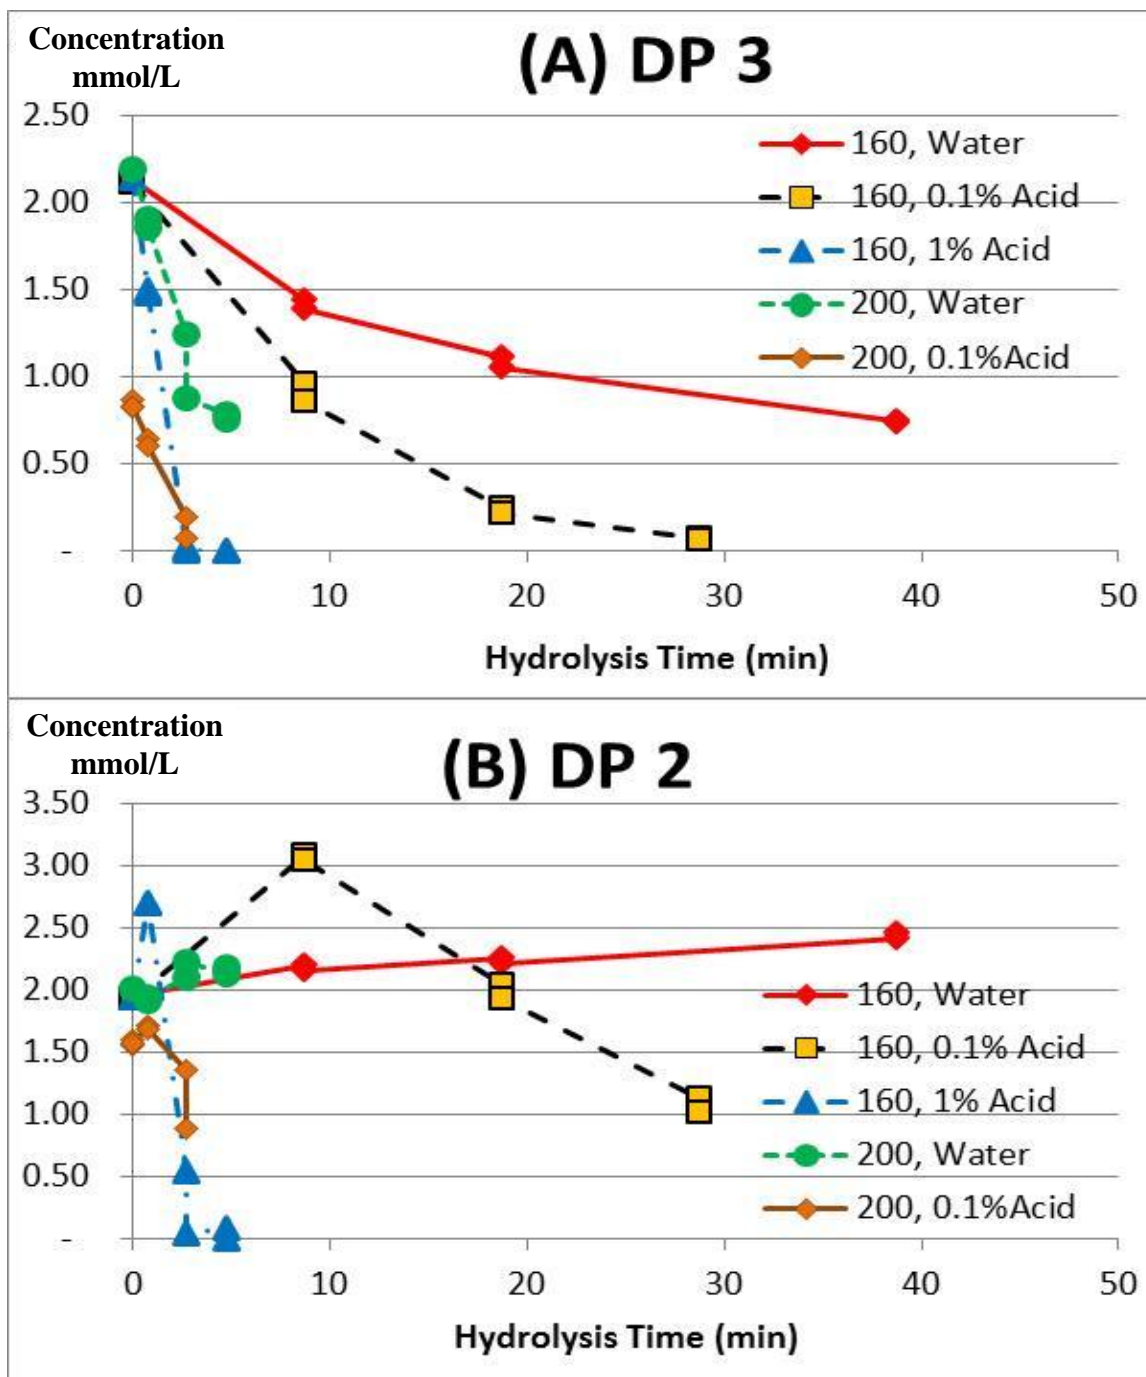 Concentration
mmol/L
(A) DP 3
2.50
2.00
1.50
1.00
0.50
-
160, Water
160, 0.1% Acid
160, 1% Acid
200, Water
200, 0.1%Acid
0 10 20 30 40 50
Hydrolysis Time (min)
Concentration
mmol/L
(B) DP 2
3.50
3.00
2.50
2.00
1.50
1.00
0.50
-
160, Water
160, 0.1% Acid
160, 1% Acid
200, Water
200, 0.1%Acid
0 10 20 30 40 50
Hydrolysis Time (min)